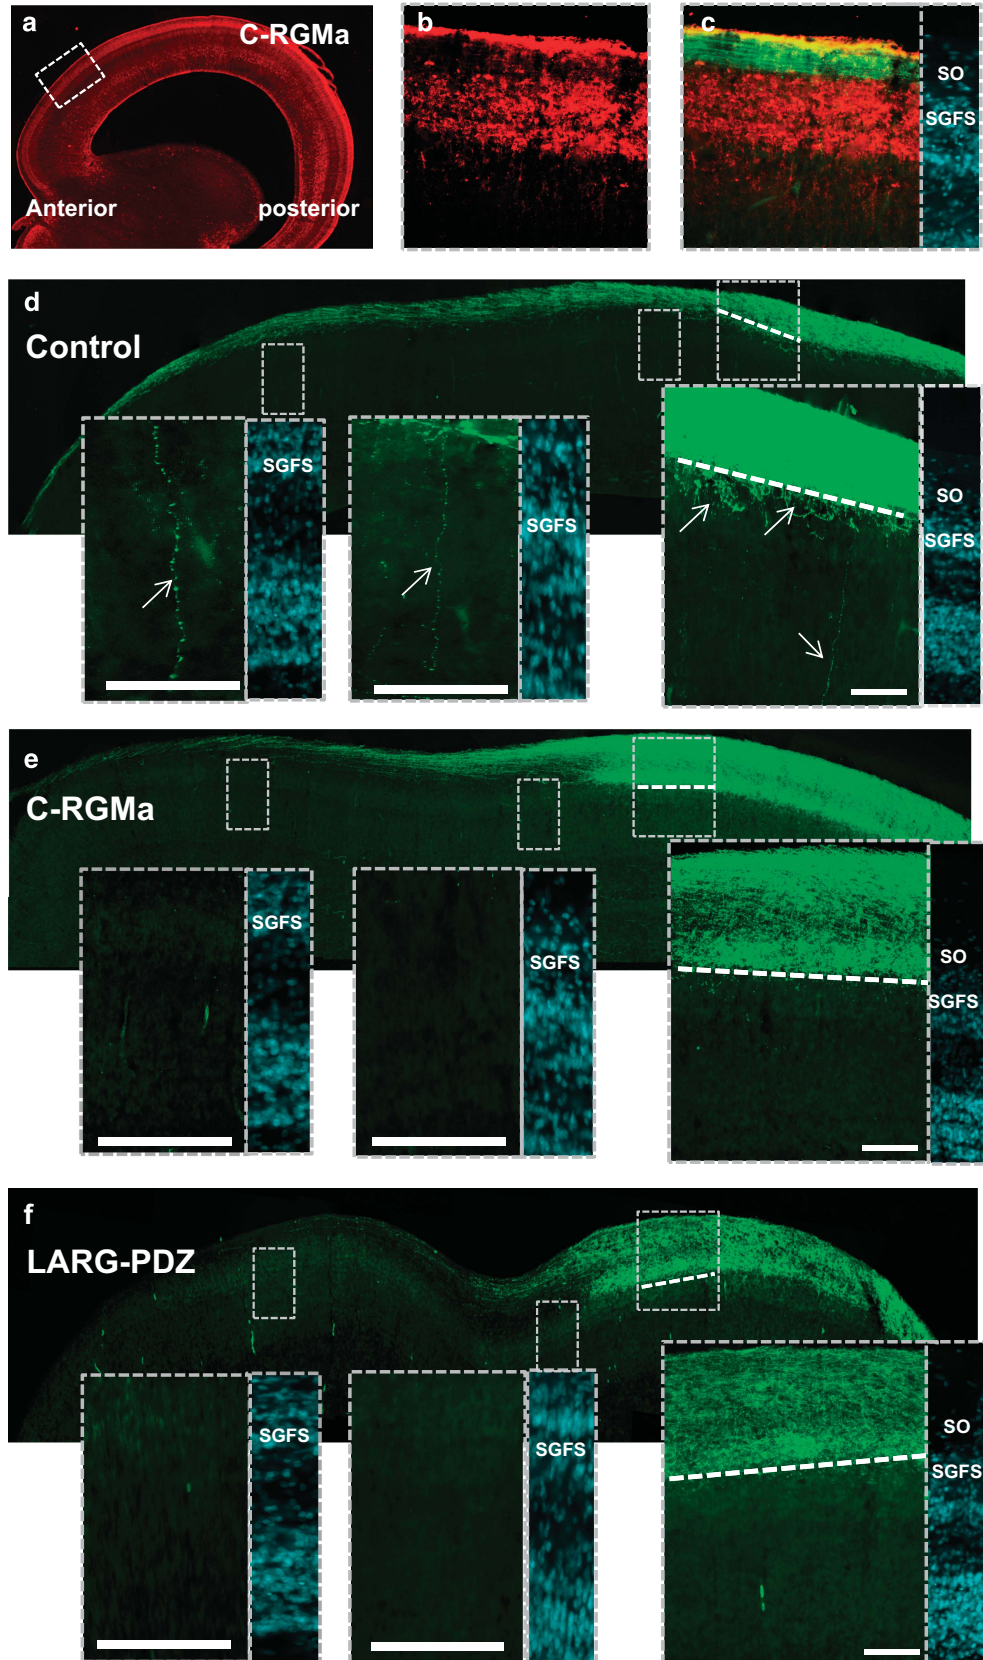 a
C-RGMa
Anterior
posterior
b
c
SO
SGFS
d
Control
SGFS
SGFS
SO
SGFS
e
C-RGMa
SGFS
SGFS
SO
SGFS
f
LARG-PDZ
SGFS
SGFS
SO
SGFS